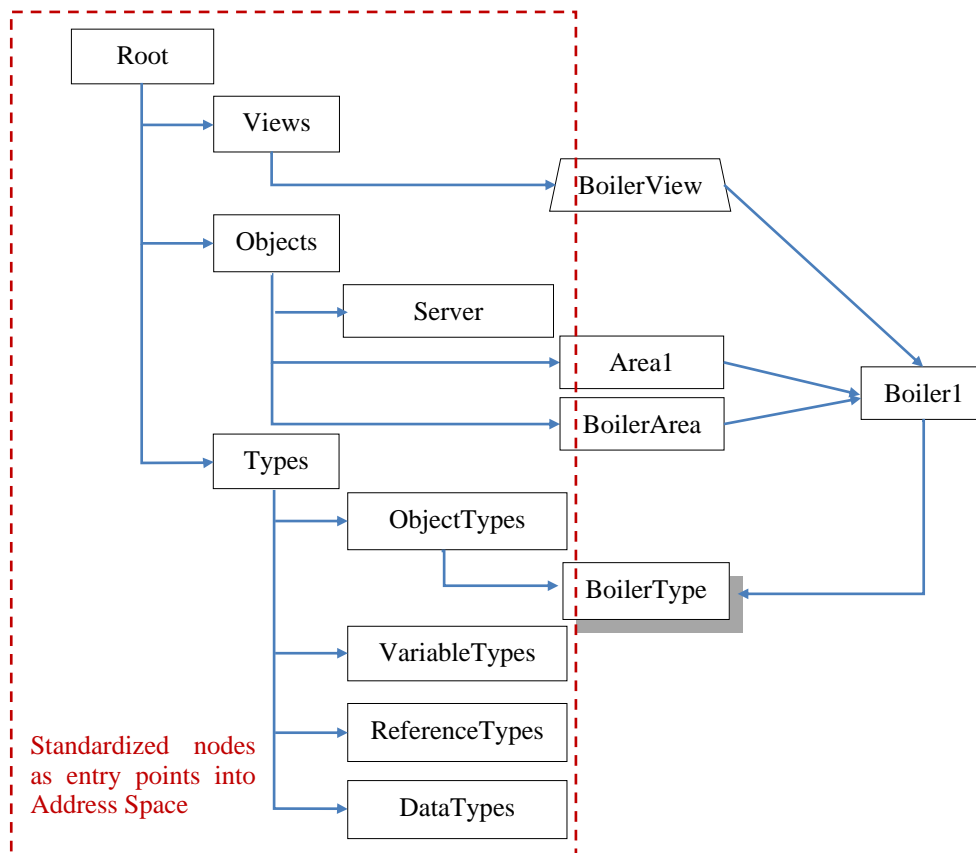 Root
Views
BoilerView
Objects
Server
Area1
Boiler1
BoilerArea
Types
ObjectTypes
BoilerType
VariableTypes
ReferenceTypes
DataTypes
Standardized nodes
as entry points into
Address Space